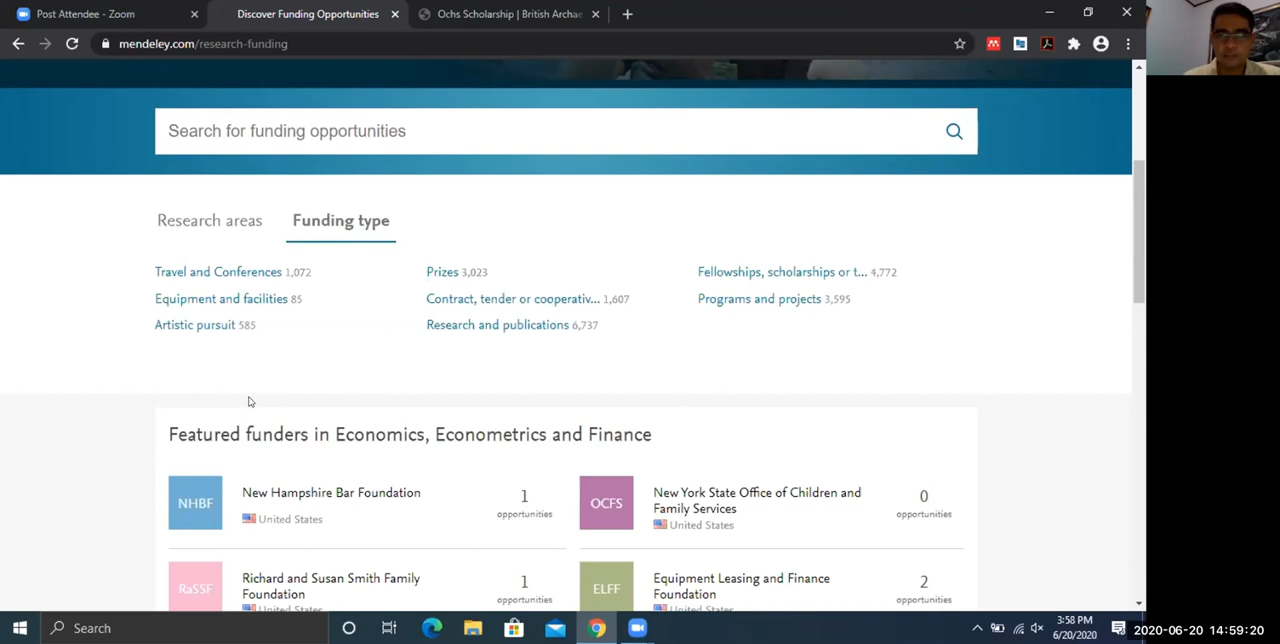 Post Attendee - Zoom
Discover Funding Opportunities
Ochs Scholarship | British Archae
mendeley.com/research-funding
Search for funding opportunities
Research areas
Funding type
Travel and Conferences 1,072
Prizes 3,023
Fellowships, scholarships or t... 4,772
Equipment and facilities 85
Contract, tender or cooperativ... 1,607
Programs and projects 3,595
Artistic pursuit 585
Research and publications 6,737
Featured funders in Economics, Econometrics and Finance
NHBF
New Hampshire Bar Foundation
United States
1
opportunities
OCFS
New York State Office of Children and
Family Services
United States
0
opportunities
RaSSF
Richard and Susan Smith Family
Foundation
United States
1
opportunities
ELFF
Equipment Leasing and Finance
Foundation
United States
2
opportunities
Search
3:58 PM
6/20/2020
2020-06-20 14:59:20